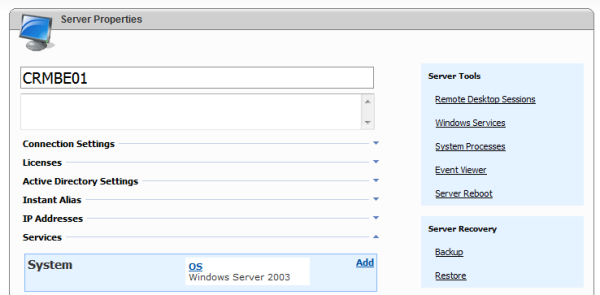 Server Properties
CRMBE01
Connection Settings
Licenses
Active Directory Settings
Instant Alias
IP Addresses
Services
System
OS
Windows Server 2003
Add
Server Tools
Remote Desktop Sessions
Windows Services
System Processes
Event Viewer
Server Reboot
Server Recovery
Backup
Restore